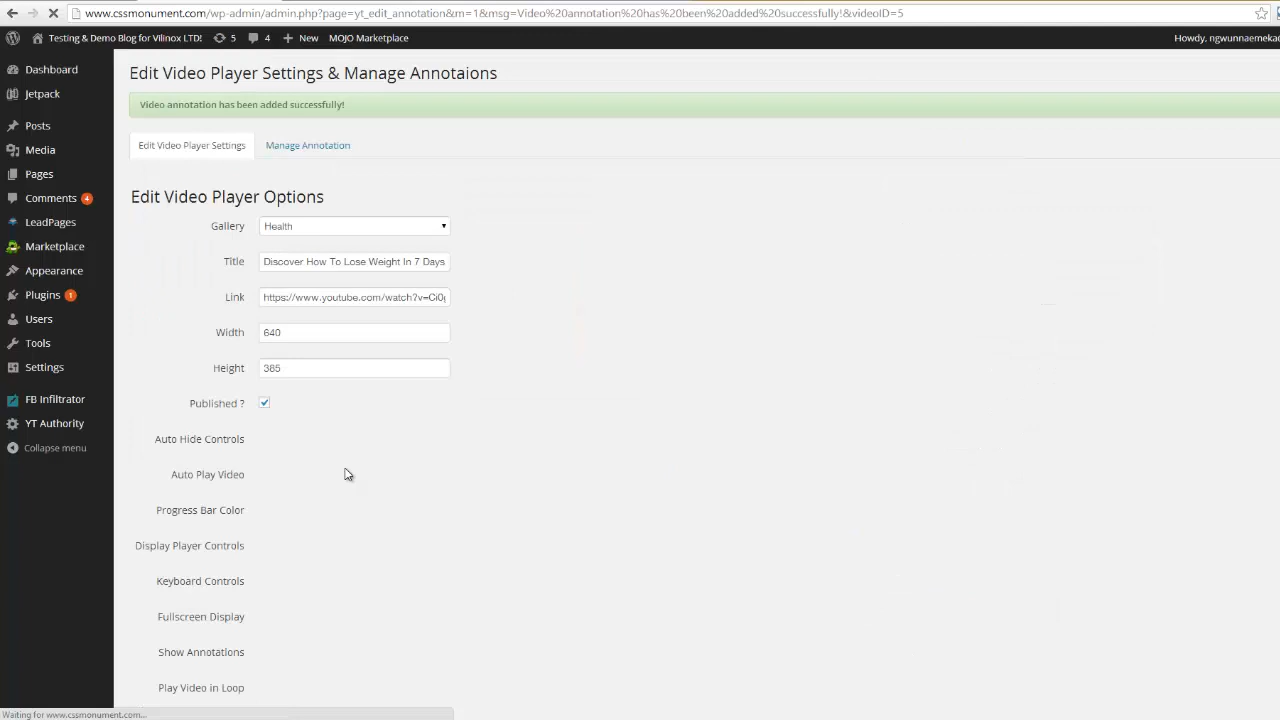 www.cssmonument.com/wp-admin/admin.php?page=yt_edit_annotation&m=1&msg=Video%20annotation%20has%20been%20added%20successfully!&videoID=5
Testing & Demo Blog for Vilinox LTD! 5 4 New MOJO Marketplace Howdy, ngwunnaemeka
Dashboard
Jetpack
Posts
Media
Pages
Comments 4
LeadPages
Marketplace
Appearance
Plugins 1
Users
Tools
Settings
FB Infiltrator
YT Authority
Collapse menu
Edit Video Player Settings & Manage Annotaions
Video annotation has been added successfully!
Edit Video Player Settings Manage Annotation
Edit Video Player Options
Gallery Health
Title Discover How To Lose Weight In 7 Days
Link https://www.youtube.com/watch?v=Ci0
Width 640
Height 385
Published ?
Auto Hide Controls
Auto Play Video
Progress Bar Color
Display Player Controls
Keyboard Controls
Fullscreen Display
Show Annotations
Play Video in Loop
Waiting for www.cssmonument.com...